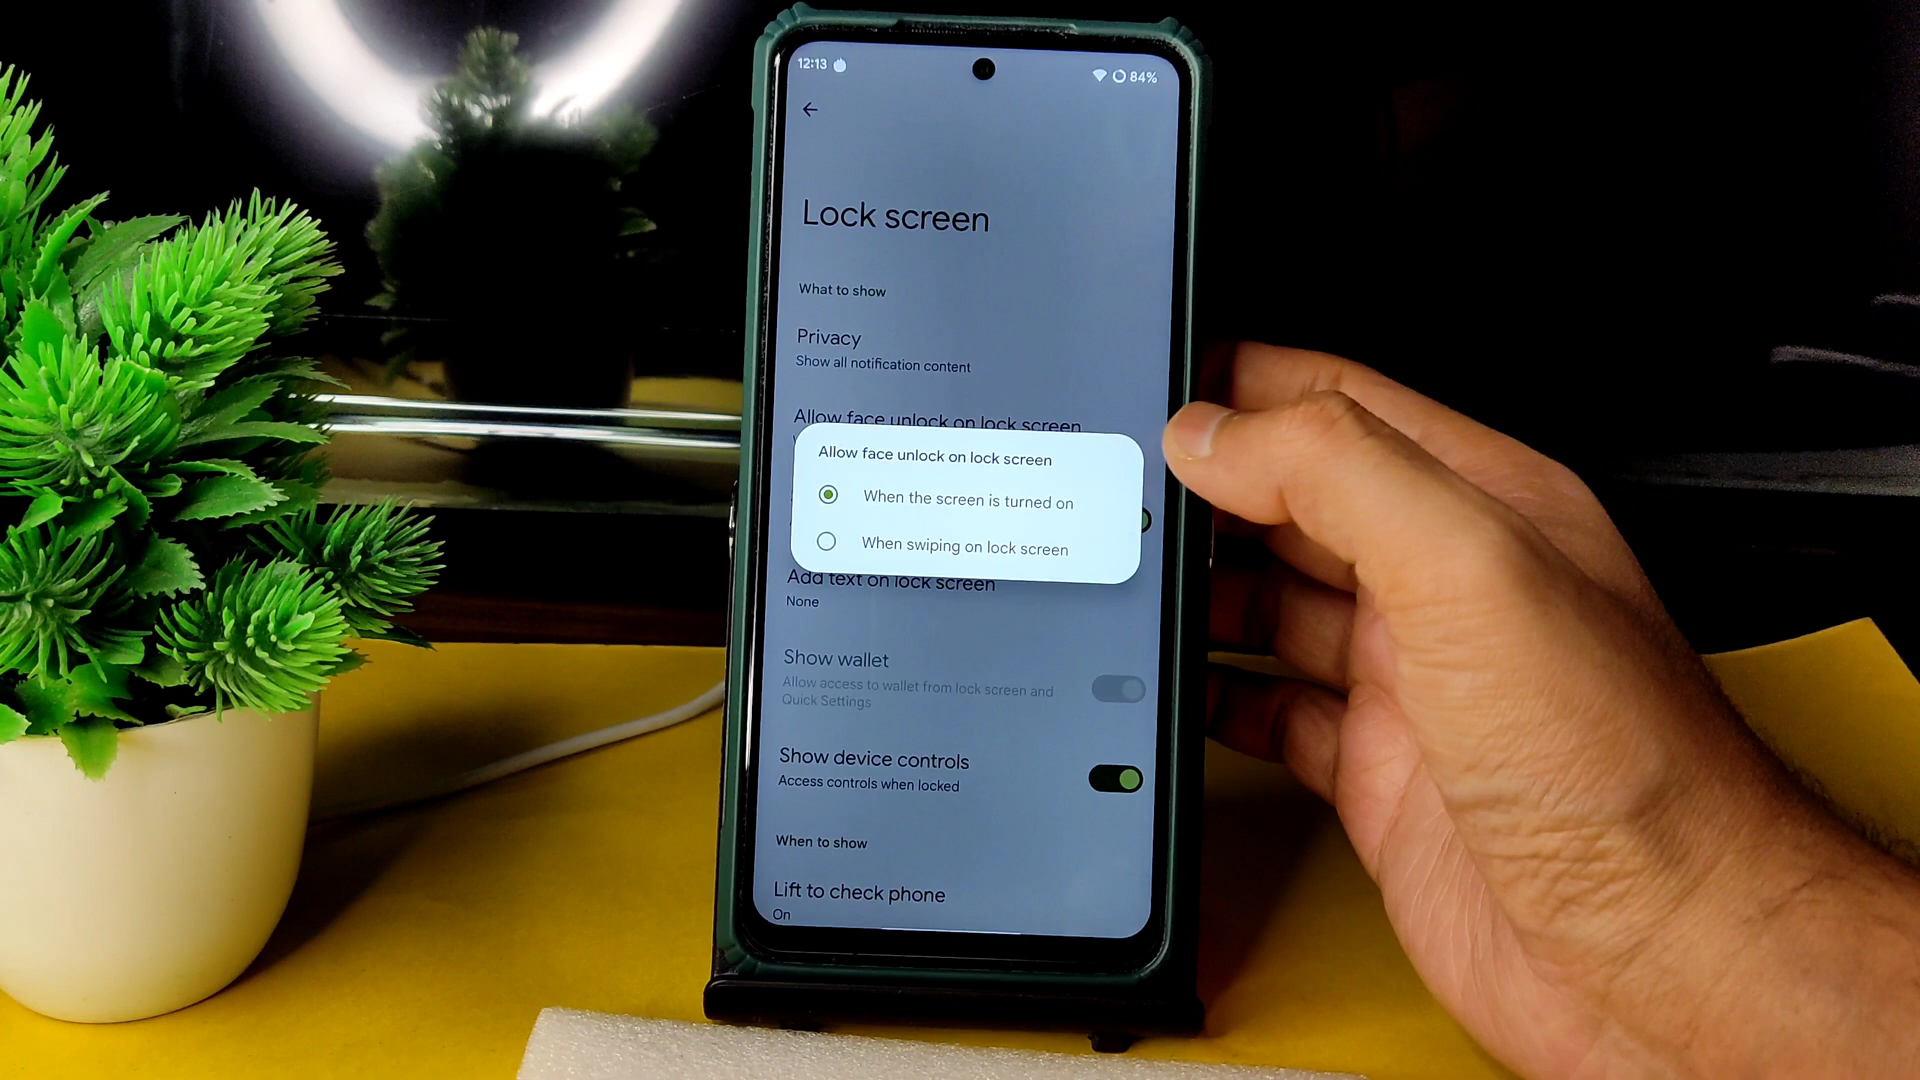 12:13
84%
Lock screen
What to show
Privacy
Show all notification content
Allow face unlock on lock screen
Allow face unlock on lock screen
When the screen is turned on
When swiping on lock screen
Add text on lock screen
None
Show wallet
Allow access to wallet from lock screen and
Quick Settings
Show device controls
Access controls when locked
When to show
Lift to check phone
On